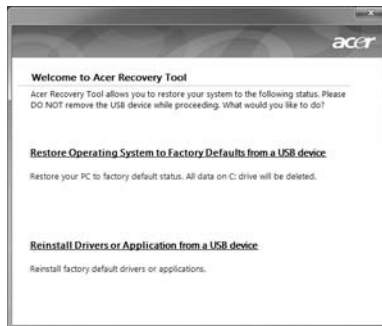 acer
Welcome to Acer Recovery Tool
Acer Recovery Tool allows you to restore your system to the following status. Please
DO NOT remove the USB device while proceeding. What would you like to do?
Restore Operating System to Factory Defaults from a USB device
Restore your PC to factory default status. All data on C: drive will be deleted.
Reinstall Drivers or Application from a USB device
Reinstall factory default drivers or applications.